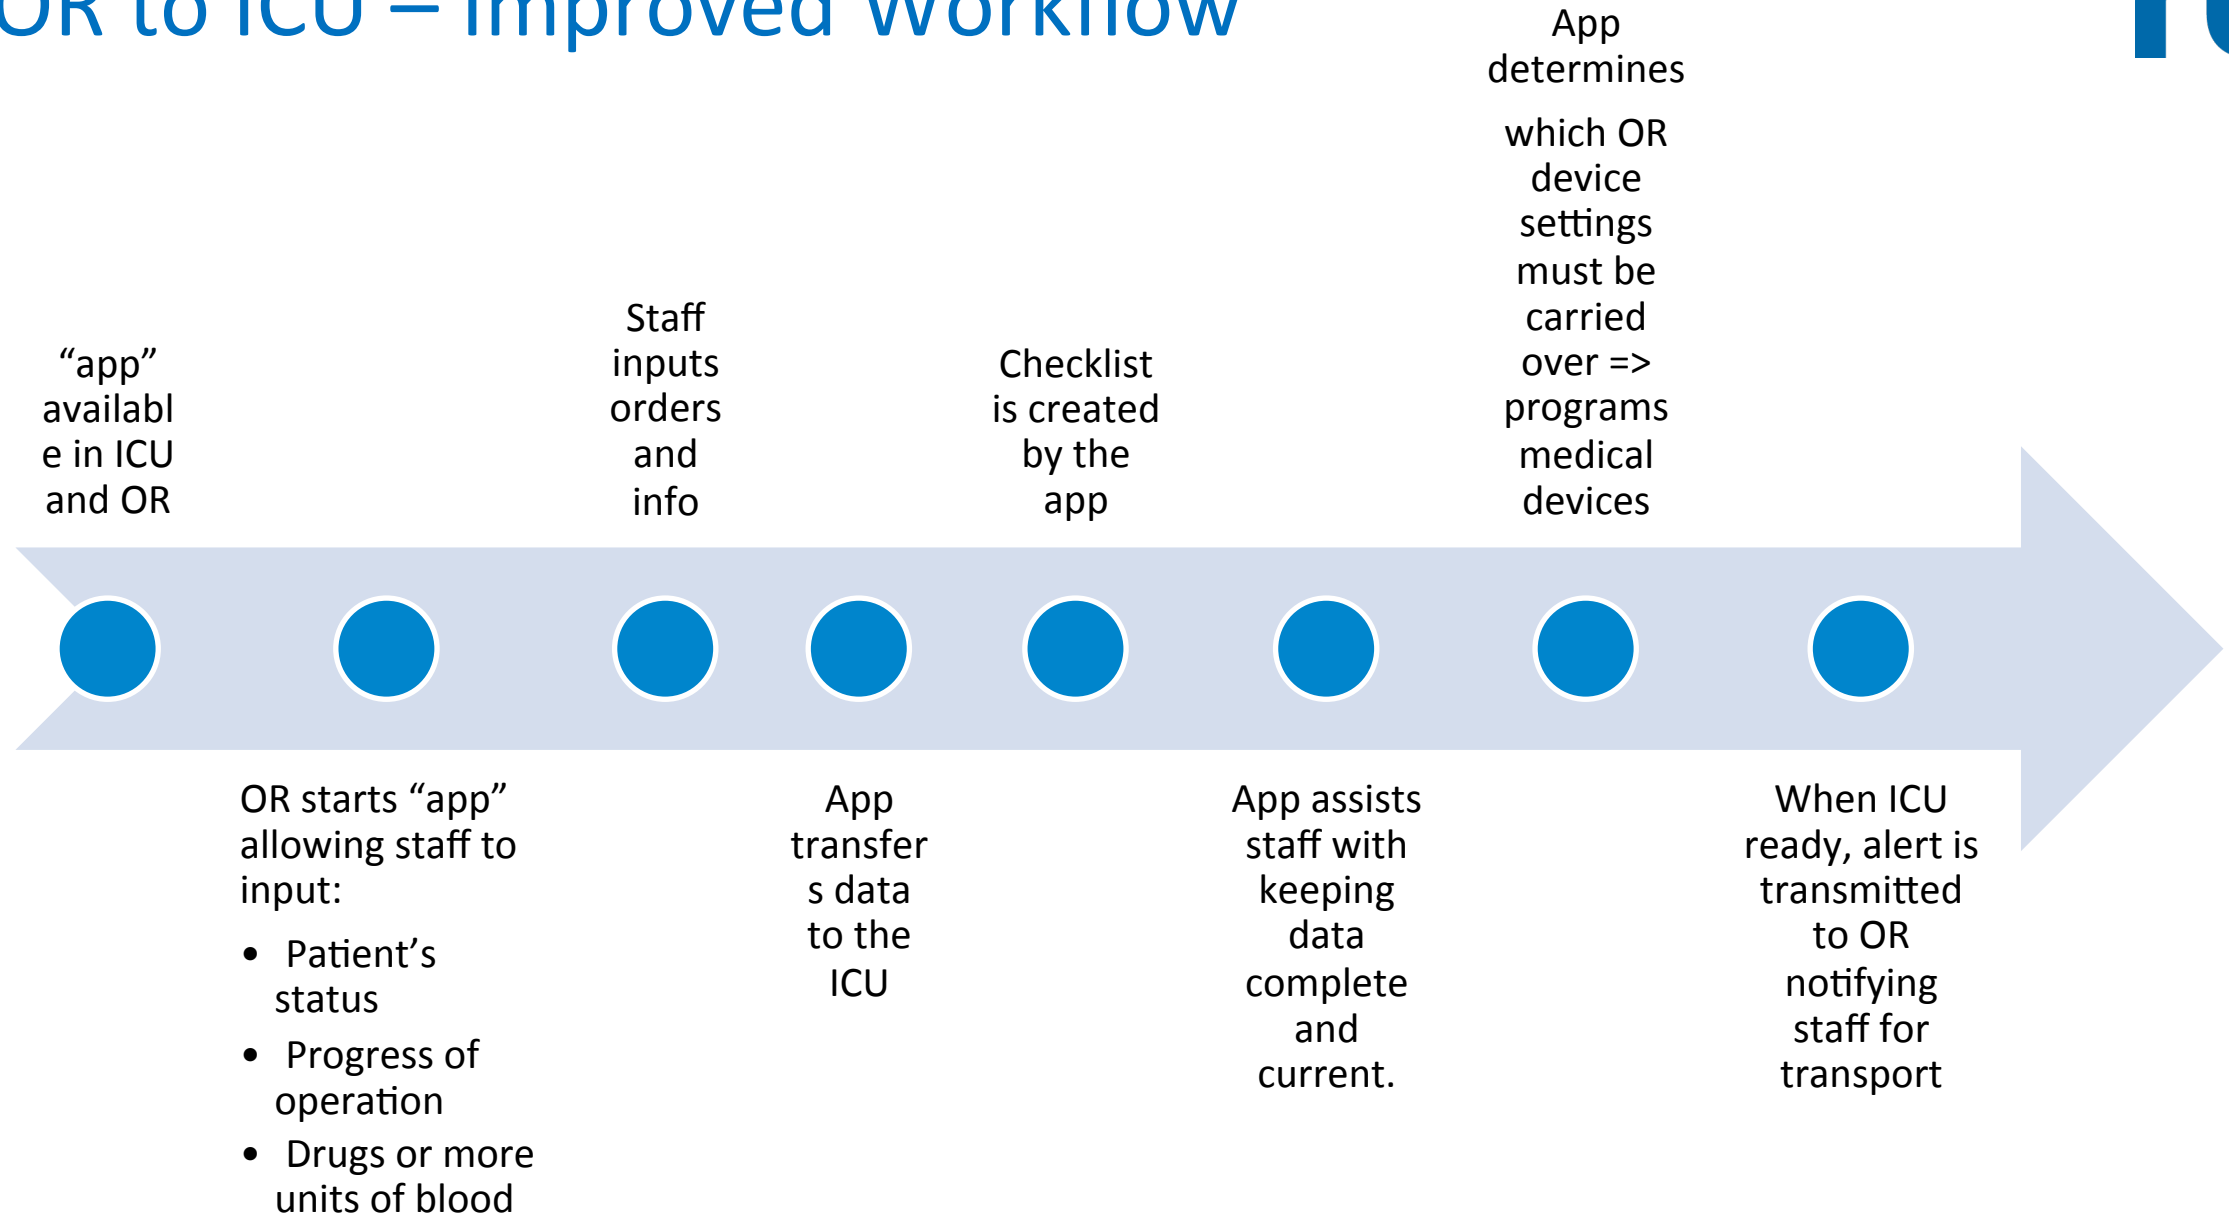 OR to ICU – Improved Workflow
“app”
availabl
e in ICU
and OR
OR starts “app”
allowing staff to
input:
• Patient’s
status
• Progress of
operation
• Drugs or more
units of blood
Staff
inputs
orders
and
info
App
transfer
s data
to the
ICU
Checklist
is created
by the
app
App assists
staff with
keeping
data
complete
and
current.
App
determines
which OR
device
settings
must be
carried
over =>
programs
medical
devices
When ICU
ready, alert is
transmitted
to OR
notifying
staff for
transport